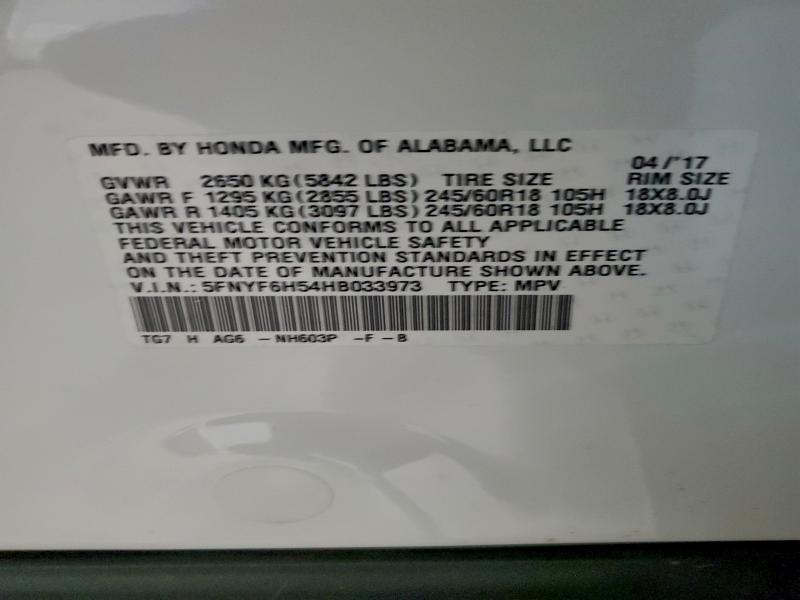 MFD. BY HONDA MFG. OF ALABAMA, LLC
04/'17
GVWR 2650 KG(5842 LBS) TIRE SIZE RIM SIZE
GAWR F 1295 KG(2855 LBS)245/60R18 105H 18X8.0J
GAWR R 1405 KG(3097 LBS)245/60R18 105H 18X8.0J
THIS VEHICLE CONFORMS TO ALL APPLICABLE
FEDERAL MOTOR VEHICLE SAFETY
AND THEFT PREVENTION STANDARDS IN EFFECT
ON THE DATE OF MANUFACTURE SHOWN ABOVE.
V.I.N.: 5FNYF6H54HB033973 TYPE: MPV
TG7 H AG6 -NH603P -F-B